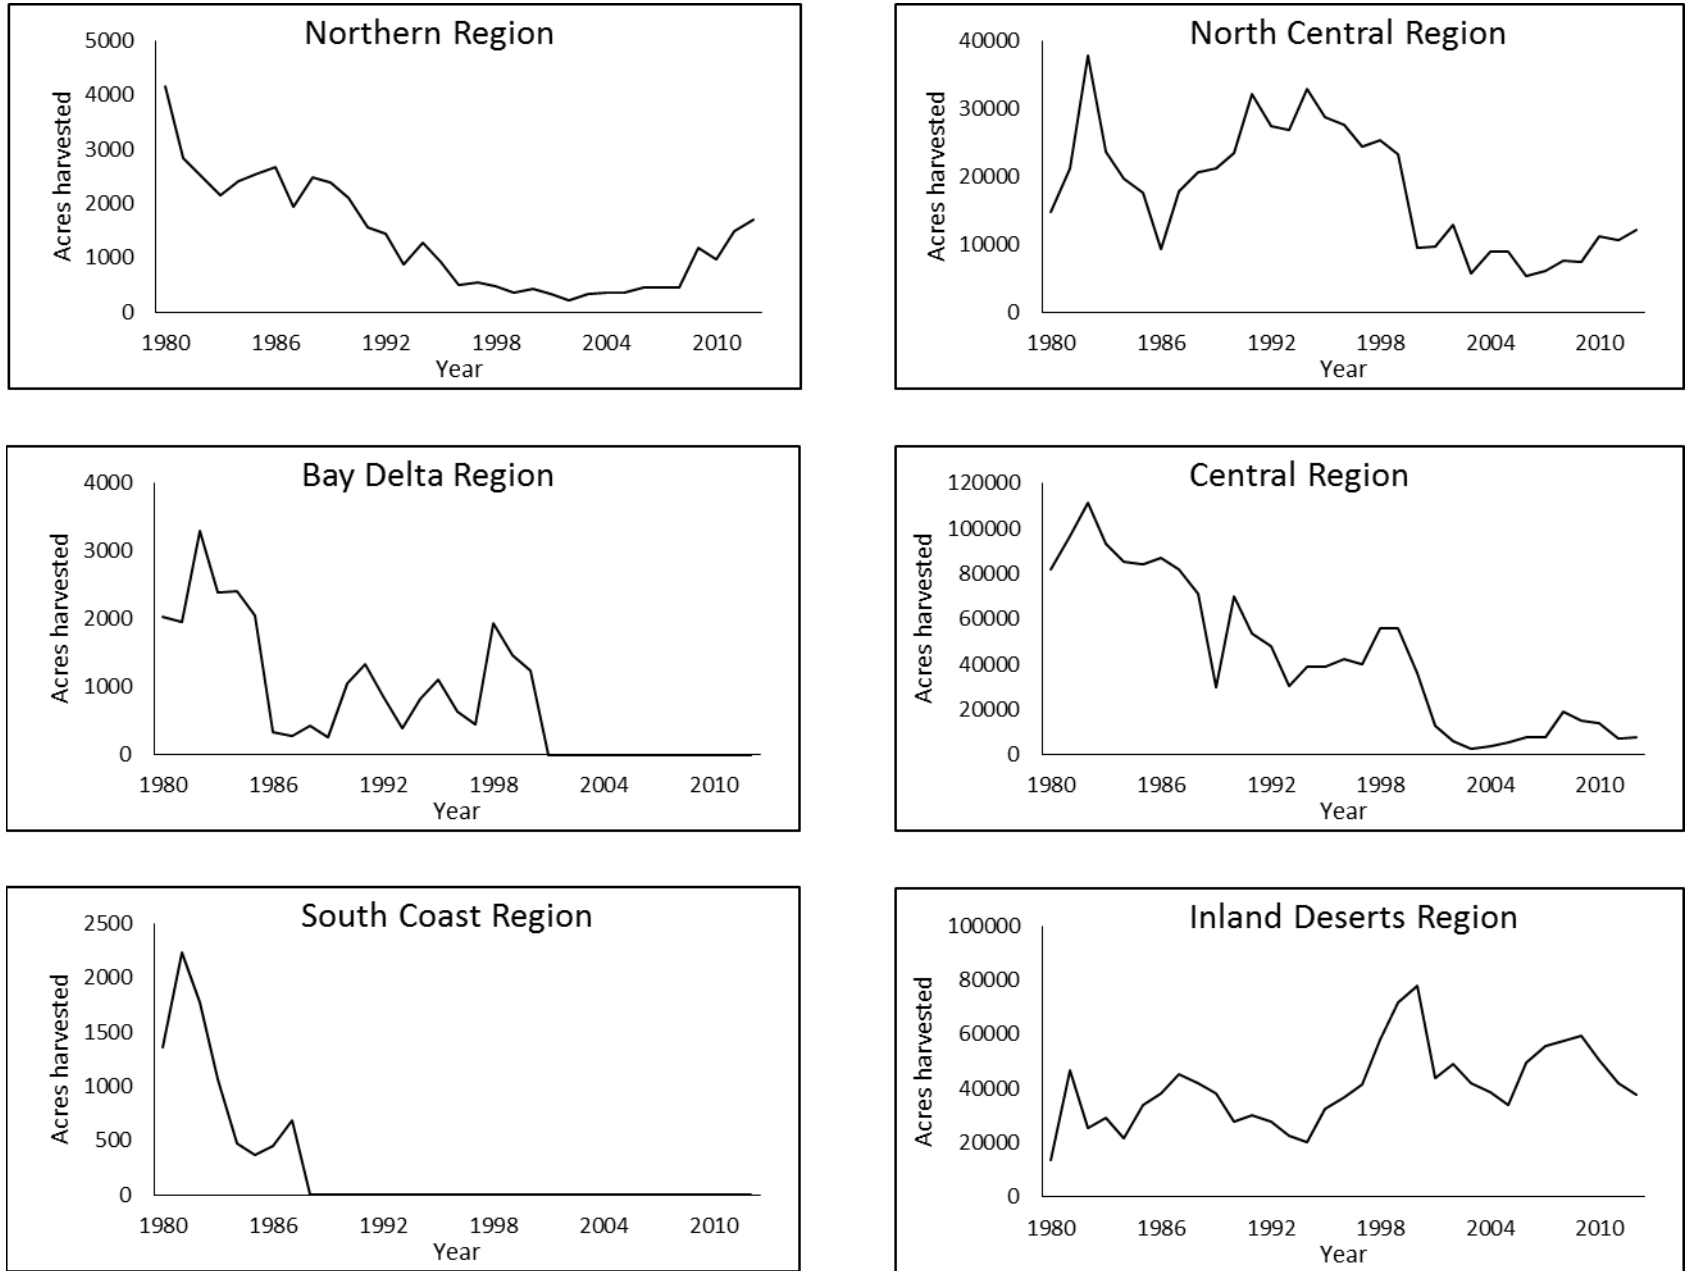 Northern Region
5000
4000
3000
2000
1000
0
Acres harvested
1980 1986 1992 1998 2004 2010
Year
North Central Region
40000
30000
20000
10000
0
Acres harvested
1980 1986 1992 1998 2004 2010
Year
Bay Delta Region
4000
3000
2000
1000
0
Acres harvested
1980 1986 1992 1998 2004 2010
Year
Central Region
120000
100000
80000
60000
40000
20000
0
Acres harvested
1980 1986 1992 1998 2004 2010
Year
South Coast Region
2500
2000
1500
1000
500
0
Acres harvested
1980 1986 1992 1998 2004 2010
Year
Inland Deserts Region
100000
80000
60000
40000
20000
0
Acres harvested
1980 1986 1992 1998 2004 2010
Year